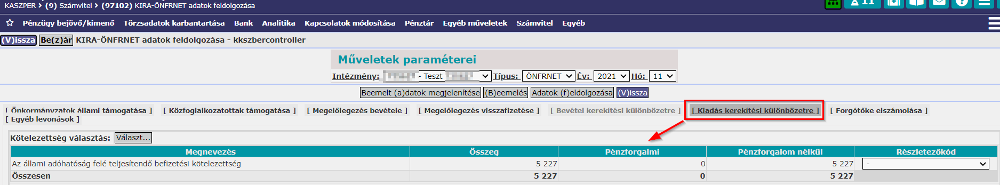 KASZPER > (9) Számvitel > (97102) KIRA-ÖNFRNET adatok feldolgozása
11
Pénzügy bejövő/kimenő Törzsadatok karbantartása Bank Analitika Kapcsolatok módosítása Pénztár Egyéb műveletek Számvitel Egyéb
(V)issza Be(z)ár KIRA-ÖNFRNET adatok feldolgozása - kkszbercontroller
Műveletek paraméterei
Intézmény: - Teszt Típus: ÖNFRNET Év: 2021 Hó: 11
Beemelt (a)datok megjelenítése (B)eemelés Adatok (f)eldolgozása (V)issza
[ Önkormányzatok állami támogatása ] [ Közfoglalkozatottak támogatása ] [ Megelőlegezés bevétele ] [ Megelőlegezés visszafizetése ] [ Bevétel kerekítési különbözetre ] [ Kiadás kerekítési különbözetre ] [ Forgótőke elszámolása ]
[ Egyéb levonások ]
Kötelezettség választás: Választ...
Megnevezés Összeg Pénzforgalmi Pénzforgalom nélkül Részletezőkód
Az állami adóhatóság felé teljesítendő befizetési kötelezettség 5 227 0 5 227 -
Összesen 5 227 0 5 227